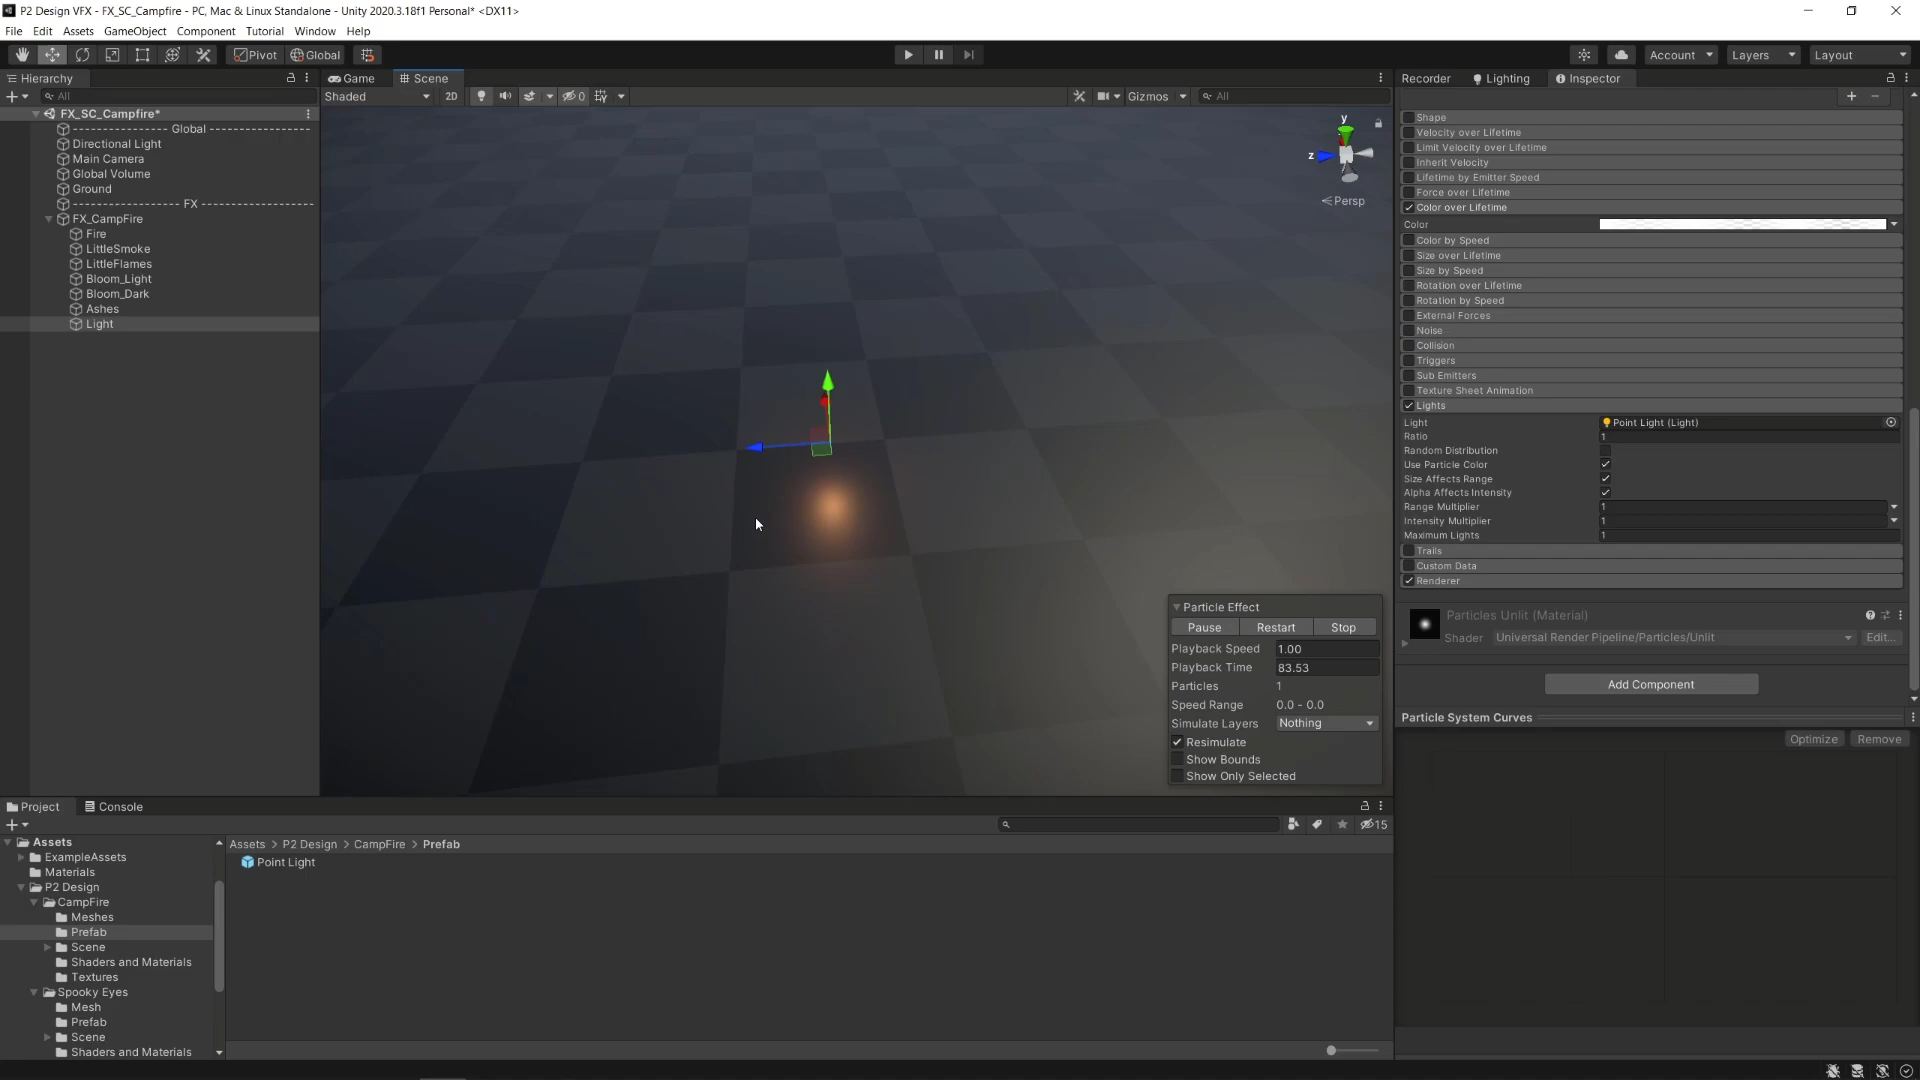 P2 Design VFX - FX_SC_Campfire - PC, Mac & Linux Standalone - Unity 2020.3.18f1 Personal* <DX11>
File Edit Assets GameObject Component Tutorial Window Help
Pivot Global Account Layers Layout
Hierarchy
All
FX_SC_Campfire*
--------------- Global ---------------
Directional Light
Main Camera
Global Volume
Ground
----------------- FX -----------------
FX_CampFire
Fire
LittleSmoke
LittleFlames
Bloom_Light
Bloom_Dark
Ashes
Light
Game Scene
Shaded 2D 0 Gizmos All
y
z
Persp
Particle Effect
Pause Restart Stop
Playback Speed 1.00
Playback Time 83.53
Particles 1
Speed Range 0.0 - 0.0
Simulate Layers Nothing
Resimulate
Show Bounds
Show Only Selected
Recorder Lighting Inspector
Shape
Velocity over Lifetime
Limit Velocity over Lifetime
Inherit Velocity
Lifetime by Emitter Speed
Force over Lifetime
Color over Lifetime
Color
Color by Speed
Size over Lifetime
Size by Speed
Rotation over Lifetime
Rotation by Speed
External Forces
Noise
Collision
Triggers
Sub Emitters
Texture Sheet Animation
Lights
Light Point Light (Light)
Ratio 1
Random Distribution
Use Particle Color
Size Affects Range
Alpha Affects Intensity
Range Multiplier 1
Intensity Multiplier 1
Maximum Lights 1
Trails
Custom Data
Renderer
Particles Unlit (Material)
Shader Universal Render Pipeline/Particles/Unlit Edit...
Add Component
Particle System Curves
Optimize Remove
Project Console
15
Assets
ExampleAssets
Materials
P2 Design
CampFire
Meshes
Prefab
Scene
Shaders and Materials
Textures
Spooky Eyes
Mesh
Prefab
Scene
Shaders and Materials
Assets > P2 Design > CampFire > Prefab
Point Light